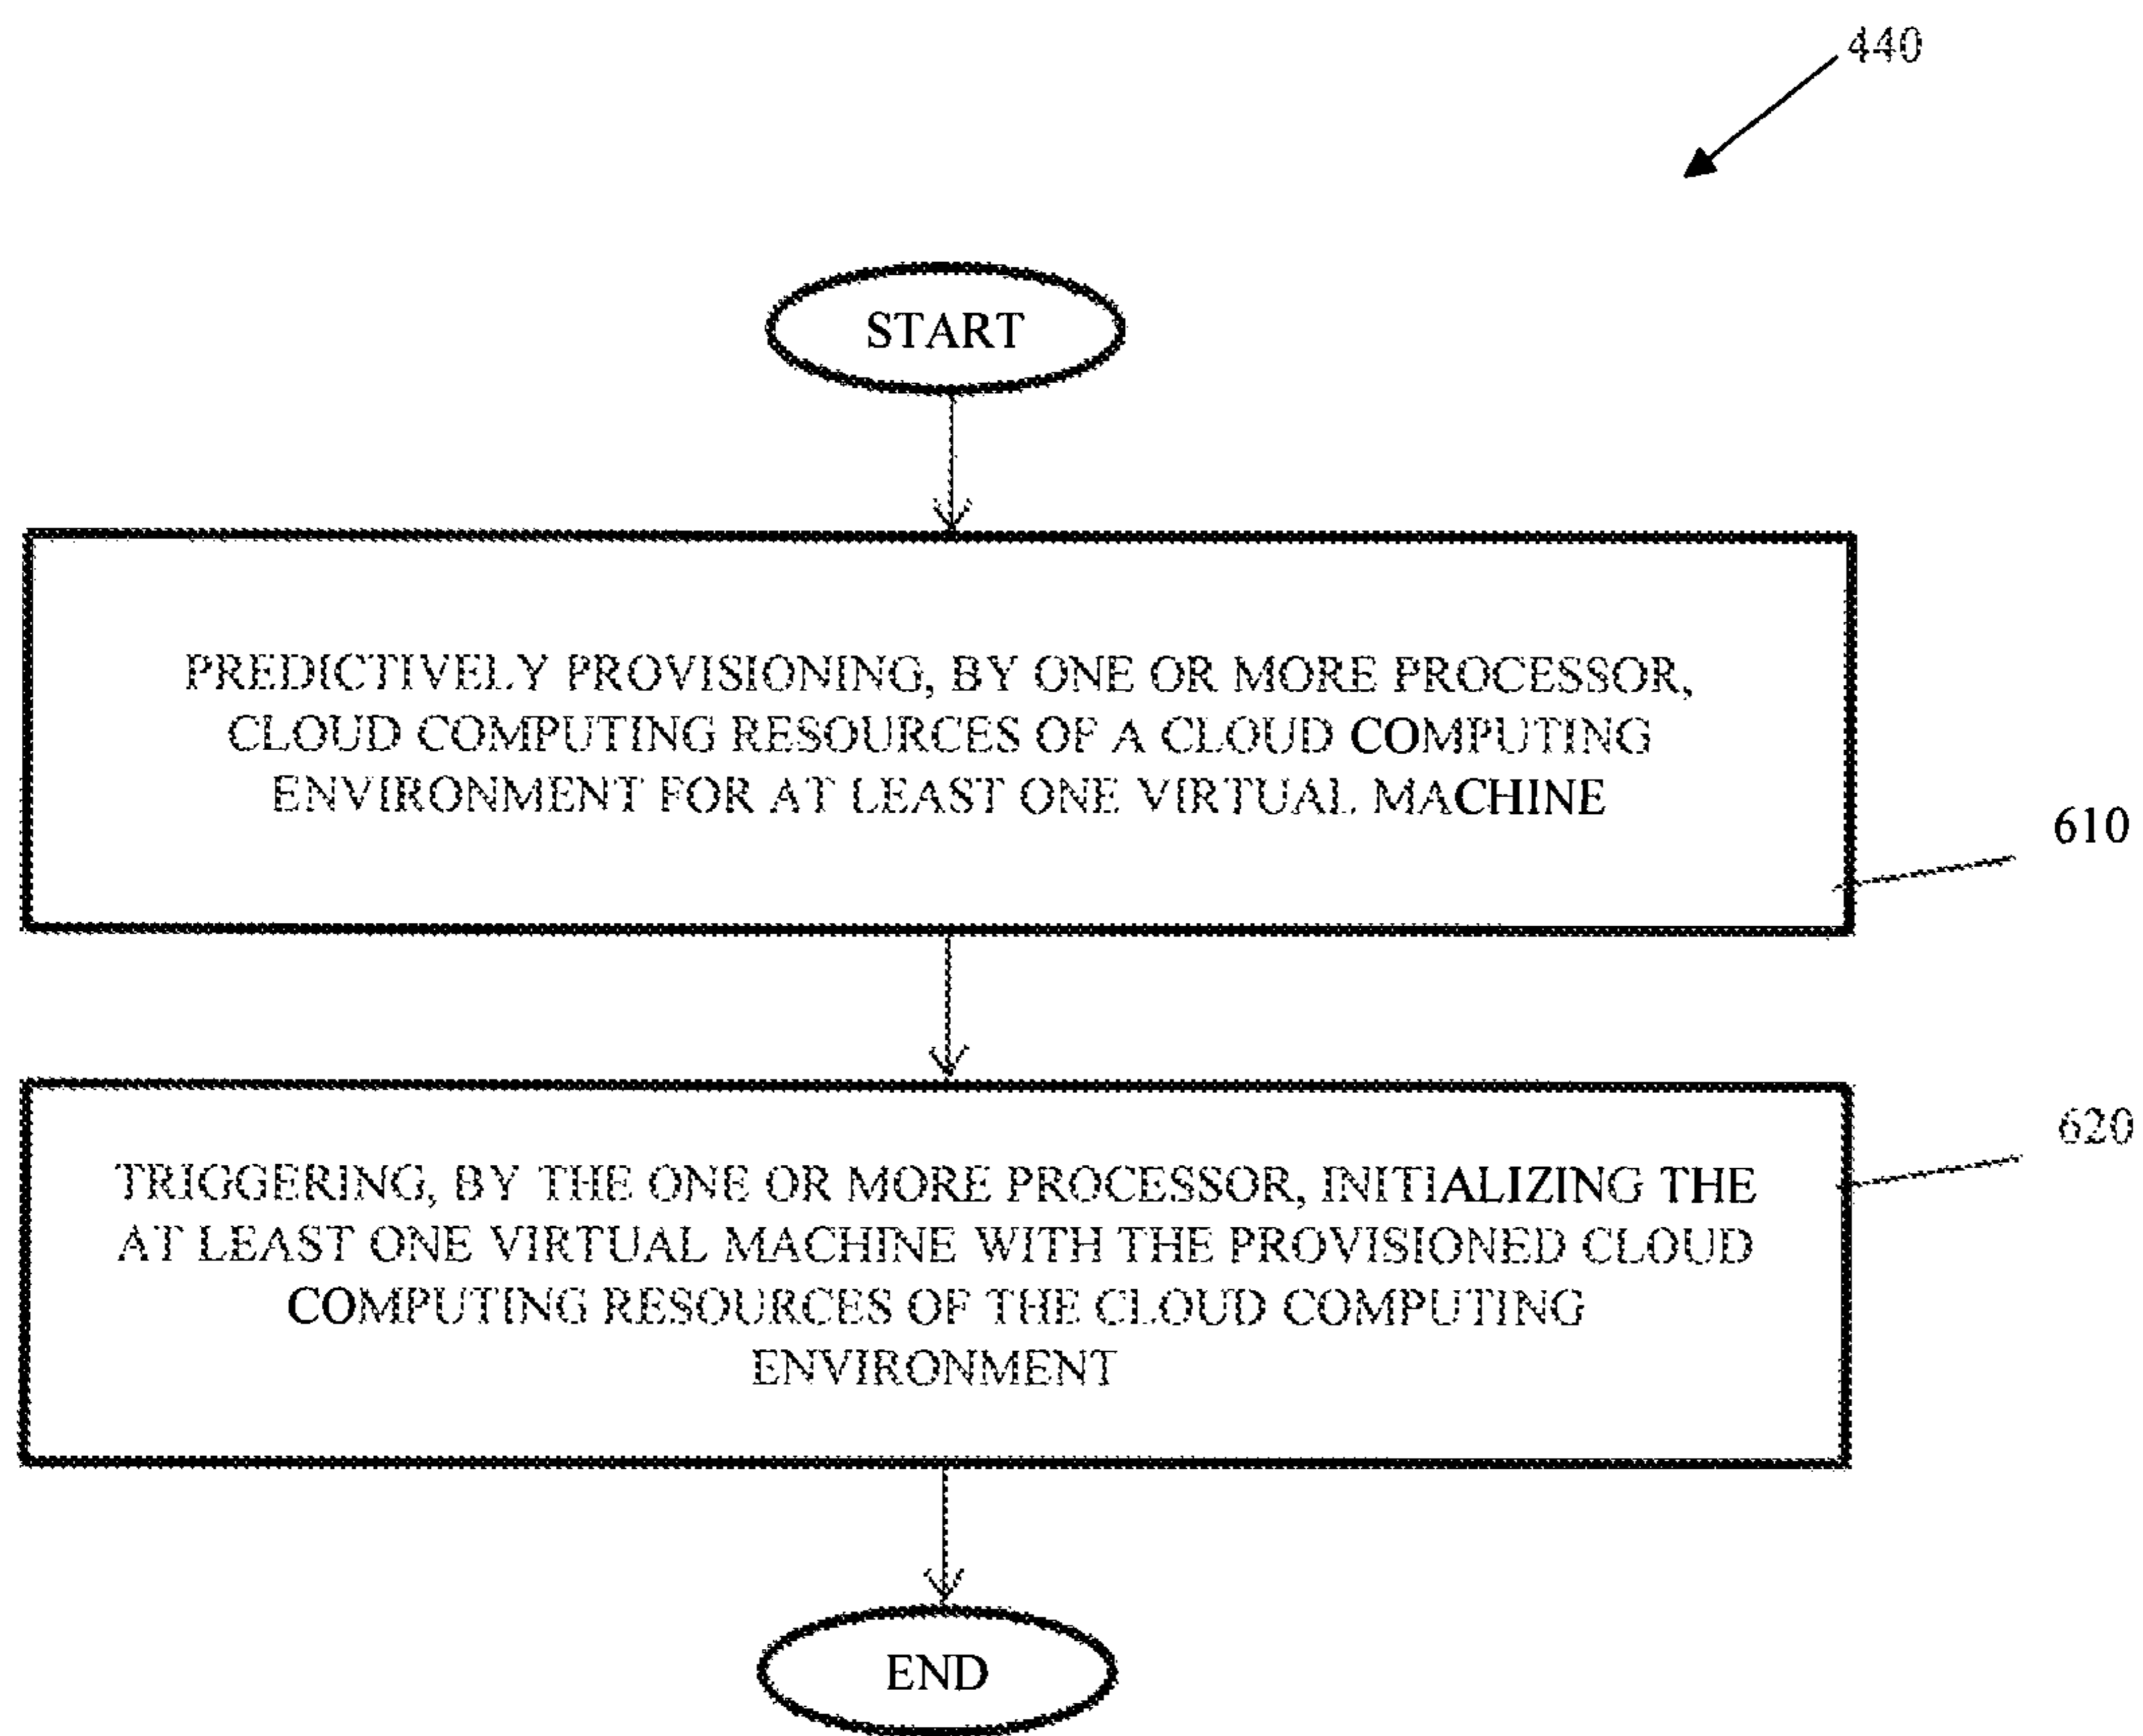 440
START
PREDICTIVELY PROVISIONING, BY ONE OR MORE PROCESSOR,
CLOUD COMPUTING RESOURCES OF A CLOUD COMPUTING
ENVIRONMENT FOR AT LEAST ONE VIRTUAL MACHINE
610
620
TRIGGERING, BY THE ONE OR MORE PROCESSOR, INITIALIZING THE
AT LEAST ONE VIRTUAL MACHINE WITH THE PROVISIONED CLOUD
COMPUTING RESOURCES OF THE CLOUD COMPUTING
ENVIRONMENT
END